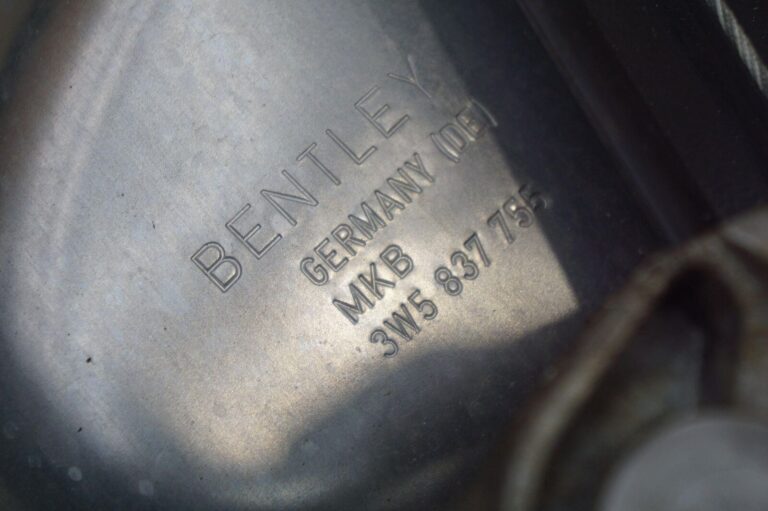 BENTLEY
GERMANY (DE)
MKB
3W5 837 755